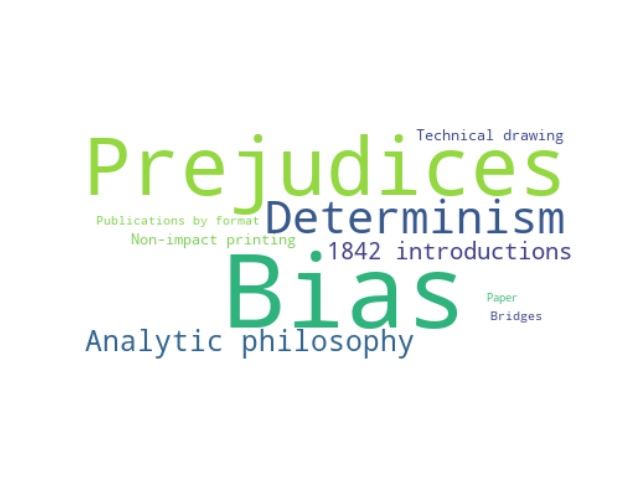 Technical drawing
Prejudices
Publications by format
Determinism
Non-impact printing
1842 introductions
Bias
Paper
Bridges
Analytic philosophy